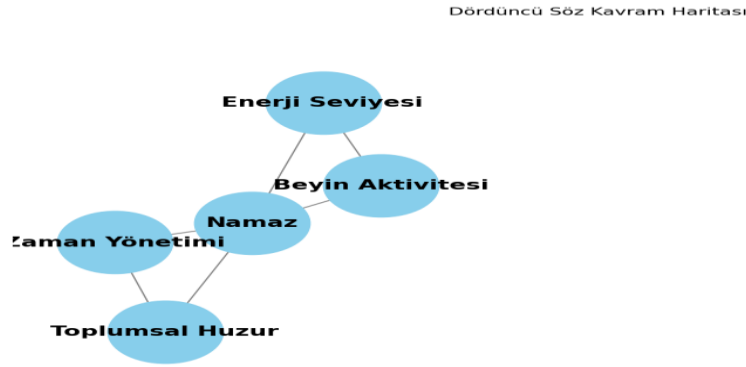 Dördüncü Söz Kavram Haritası
Enerji Seviyesi
Beyin Aktivitesi
Namaz
Zaman Yönetimi
Toplumsal Huzur